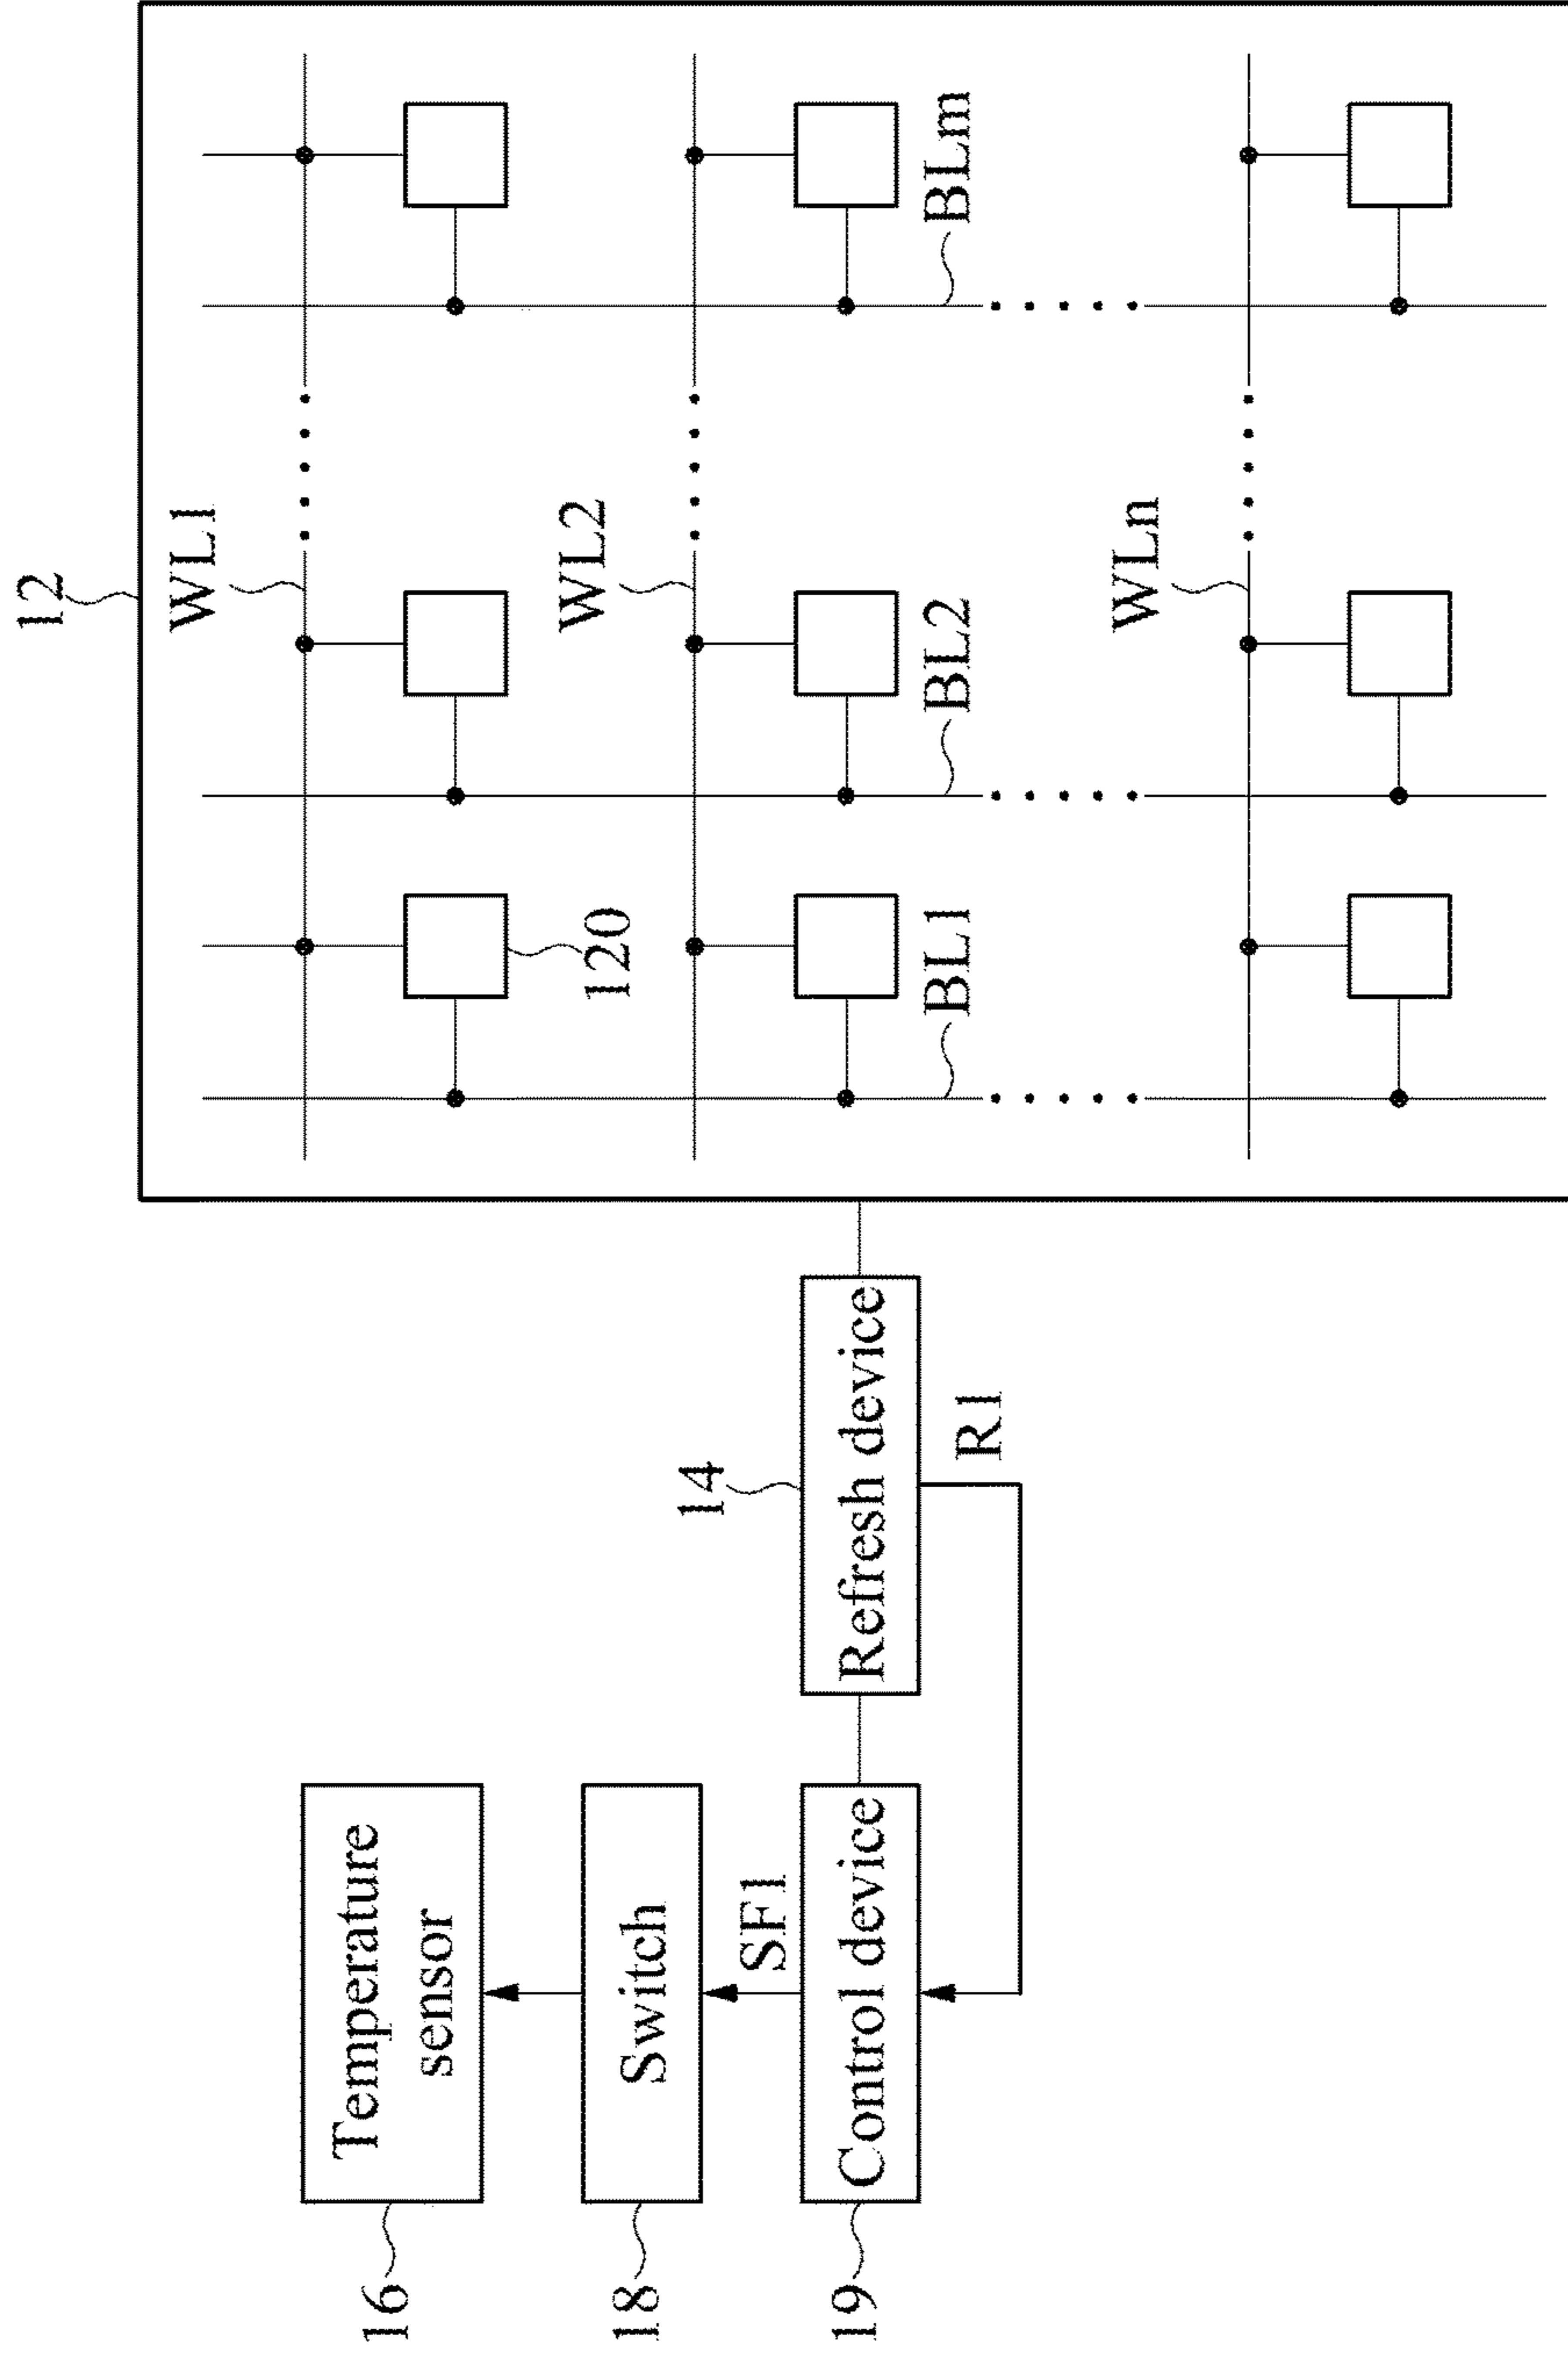 12
WL1
WL2
WLn
BL1
BL2
BLm
120
16
Temperature
sensor
18
Switch
SF1
19
Control device
14
Refresh device
R1